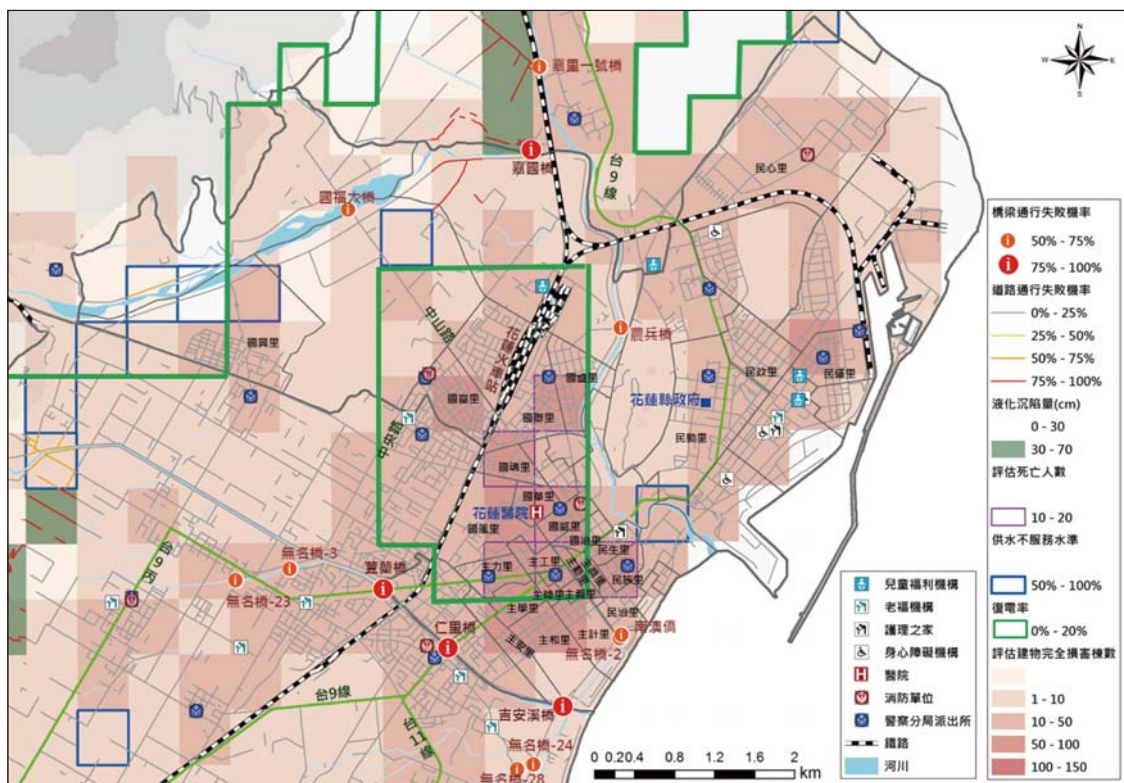 N
W E
S
嘉里一號橋
嘉國橋
台9線
民心里
國福大橋
中山路
花蓮火車站
農兵橋
國興里
國盛里
民政里
民運里
國富里
花蓮縣政府
國聯里
中央路
民勤里
國魂里
國華里
花蓮醫院
H
國威里
國風里
國治里
民生里
台9丙
無名橋-3
荳蘭橋
主力里
主工里
民族里
無名橋-23
主學里
民治里
仁里橋
主和里
主計里
南濱橋
主安里
無名橋-2
台9線
吉安溪橋
台11線
無名橋-24
無名橋-28
橋梁通行失敗機率
50% - 75%
75% - 100%
道路通行失敗機率
0% - 25%
25% - 50%
50% - 75%
75% - 100%
液化沉陷量(cm)
0 - 30
30 - 70
評估死亡人數
10 - 20
供水不服務水準
50% - 100%
復電率
0% - 20%
評估建物完全損害棟數
1 - 10
10 - 50
50 - 100
100 - 150
兒童福利機構
老福機構
護理之家
身心障礙機構
H 醫院
消防單位
警察分局派出所
鐵路
河川
0 0.20.4 0.8 1.2 1.6 2
km